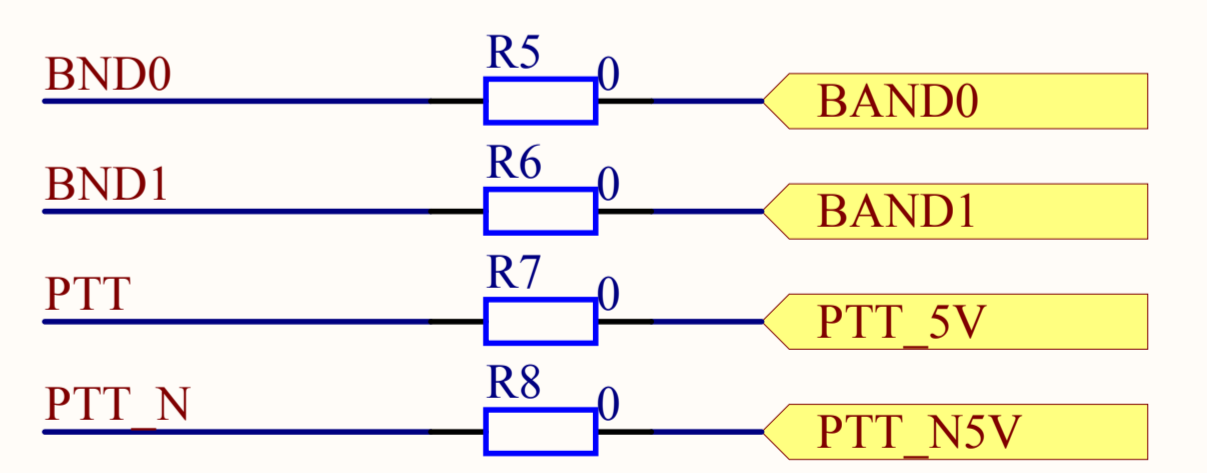 R5
BND0 0 BAND0
R6
BND1 0 BAND1
R7
PTT 0 PTT_5V
R8
PTT_N 0 PTT_N5V